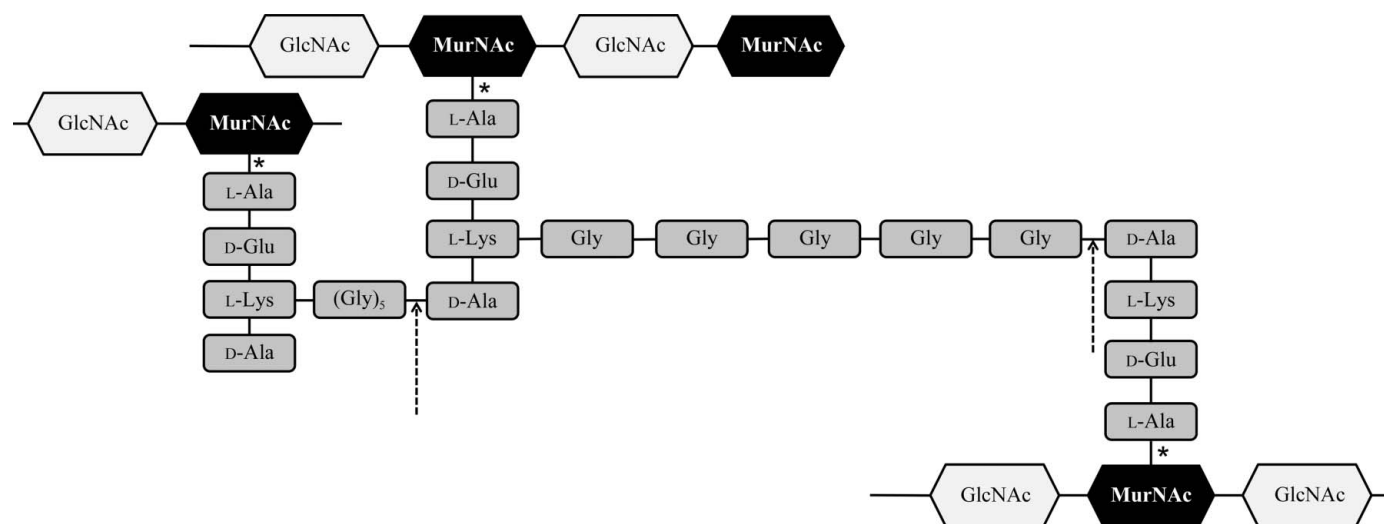 GlcNAc MurNAc GlcNAc MurNAc
*
GlcNAc MurNAc
L-Ala
*
L-Ala
D-Glu
D-Glu
L-Lys Gly Gly Gly Gly Gly D-Ala
L-Lys (Gly)₅ D-Ala L-Lys
D-Ala D-Glu
L-Ala
*
GlcNAc MurNAc GlcNAc